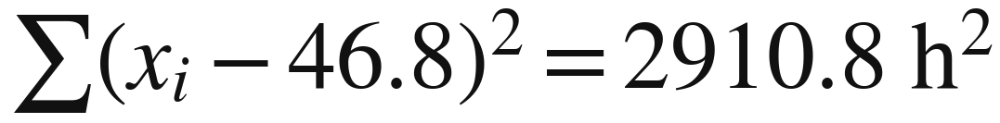 ∑(xᵢ − 46.8)² = 2910.8 h²